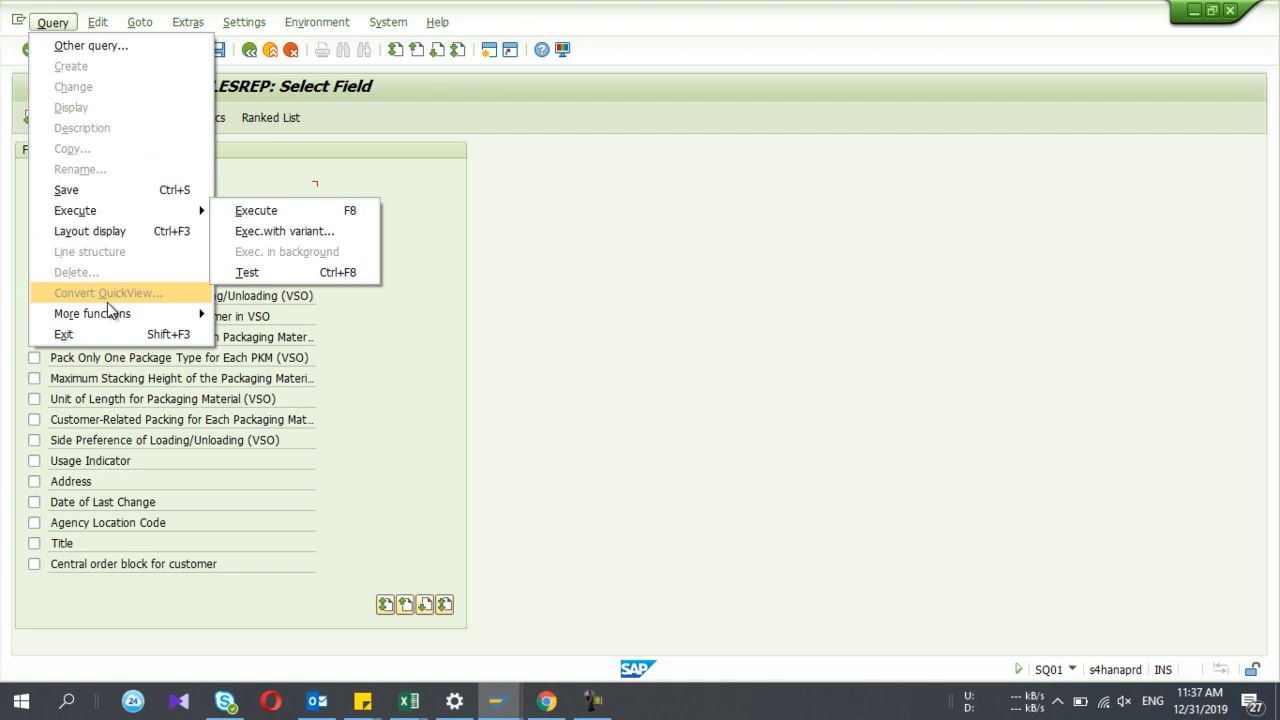 Query Edit Goto Extras Settings Environment System Help
LESREP: Select Field
cs Ranked List
F
Other query...
Create
Change
Display
Description
Copy...
Rename...
Save Ctrl+S
Execute
Layout display Ctrl+F3
Line structure
Delete...
Convert QuickView...
More functions
Exit Shift+F3
Execute F8
Exec.with variant...
Exec. in background
Test Ctrl+F8
g/Unloading (VSO)
mer in VSO
Packaging Mater...
Pack Only One Package Type for Each PKM (VSO)
Maximum Stacking Height of the Packaging Materi...
Unit of Length for Packaging Material (VSO)
Customer-Related Packing for Each Packaging Mat...
Side Preference of Loading/Unloading (VSO)
Usage Indicator
Address
Date of Last Change
Agency Location Code
Title
Central order block for customer
SAP
SQ01 s4hanaprd INS
24
U: --- kB/s
D: --- kB/s
ENG
11:37 AM
12/31/2019
27